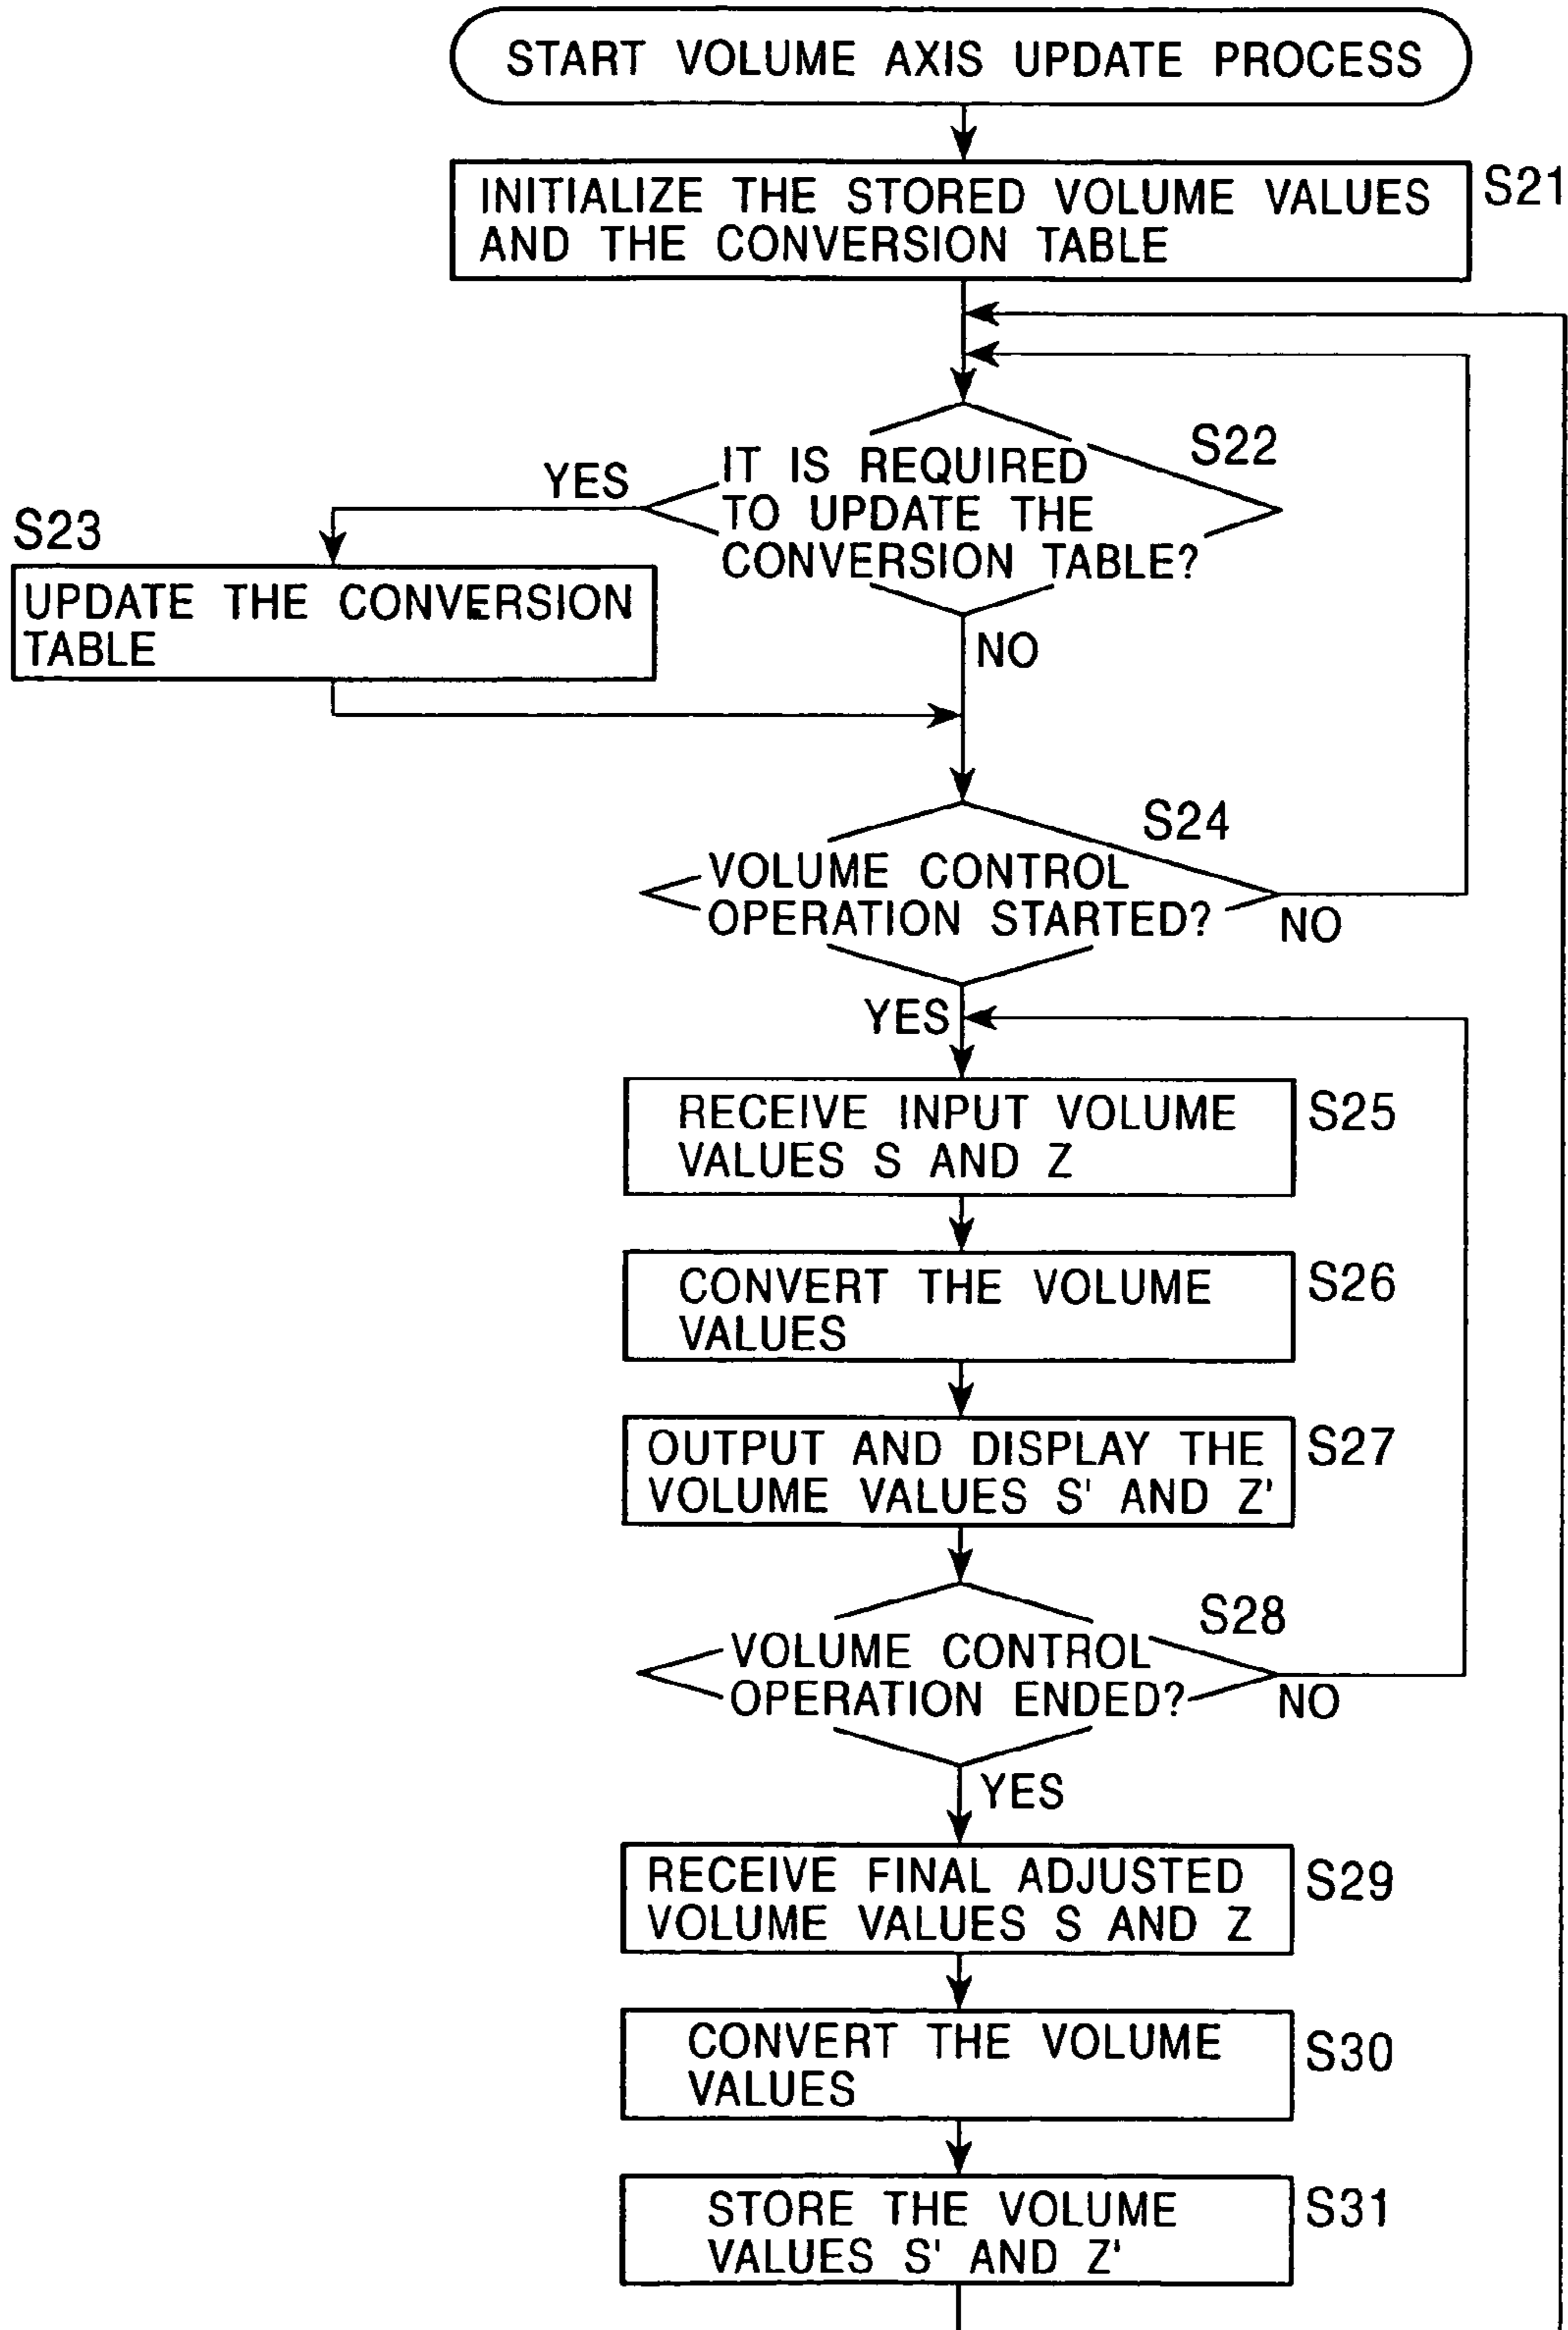 START VOLUME AXIS UPDATE PROCESS
INITIALIZE THE STORED VOLUME VALUES
AND THE CONVERSION TABLE
S21
IT IS REQUIRED
TO UPDATE THE
CONVERSION TABLE?
S22
YES
NO
S23
UPDATE THE CONVERSION
TABLE
S24
VOLUME CONTROL
OPERATION STARTED?
NO
YES
RECEIVE INPUT VOLUME
VALUES S AND Z
S25
CONVERT THE VOLUME
VALUES
S26
OUTPUT AND DISPLAY THE
VOLUME VALUES S' AND Z'
S27
S28
VOLUME CONTROL
OPERATION ENDED?
NO
YES
RECEIVE FINAL ADJUSTED
VOLUME VALUES S AND Z
S29
CONVERT THE VOLUME
VALUES
S30
STORE THE VOLUME
VALUES S' AND Z'
S31